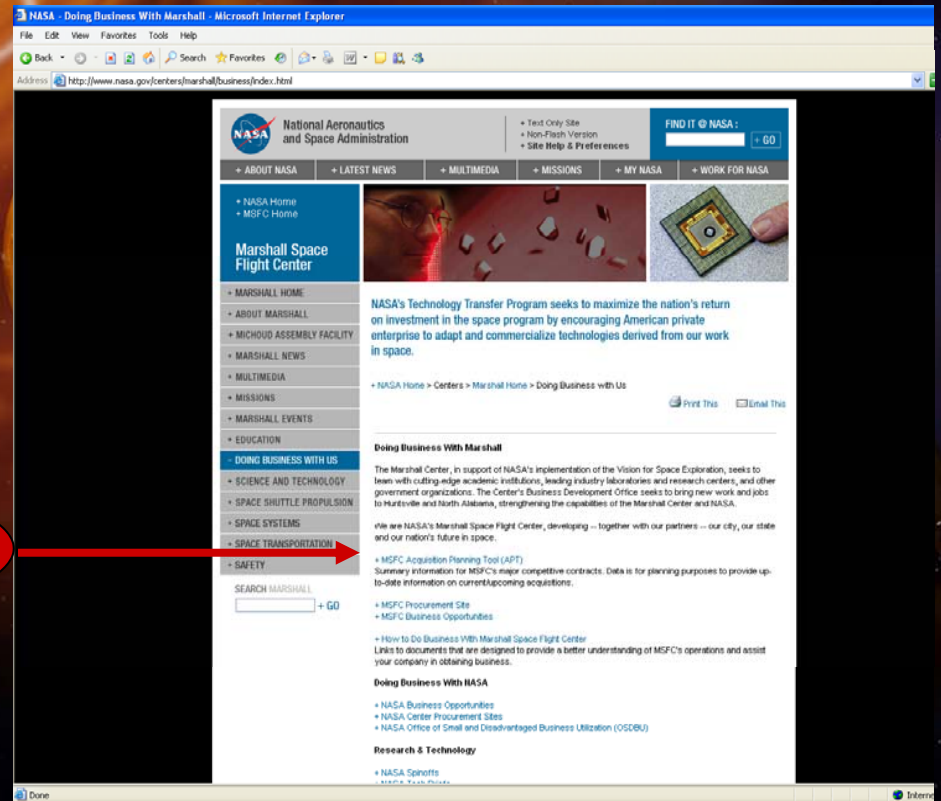 NASA - Doing Business With Marshall - Microsoft Internet Explorer
File Edit View Favorites Tools Help
Back Search Favorites
Address http://www.nasa.gov/centers/marshall/business/index.html
NASA
National Aeronautics
and Space Administration
+ Text Only Site
+ Non-Flash Version
+ Site Help & Preferences
FIND IT @ NASA :
+ GO
+ ABOUT NASA + LATEST NEWS + MULTIMEDIA + MISSIONS + MY NASA + WORK FOR NASA
+ NASA Home
+ MSFC Home
Marshall Space
Flight Center
+ MARSHALL HOME
+ ABOUT MARSHALL
+ MICHOUD ASSEMBLY FACILITY
+ MARSHALL NEWS
+ MULTIMEDIA
+ MISSIONS
+ MARSHALL EVENTS
+ EDUCATION
- DOING BUSINESS WITH US
+ SCIENCE AND TECHNOLOGY
+ SPACE SHUTTLE PROPULSION
+ SPACE SYSTEMS
+ SPACE TRANSPORTATION
+ SAFETY
SEARCH MARSHALL
+ GO
NASA's Technology Transfer Program seeks to maximize the nation's return
on investment in the space program by encouraging American private
enterprise to adapt and commercialize technologies derived from our work
in space.
+ NASA Home > Centers > Marshall Home > Doing Business with Us
Print This Email This
Doing Business With Marshall
The Marshall Center, in support of NASA's implementation of the Vision for Space Exploration, seeks to
team with cutting-edge academic institutions, leading industry laboratories and research centers, and other
government organizations. The Center's Business Development Office seeks to bring new work and jobs
to Huntsville and North Alabama, strengthening the capabilities of the Marshall Center and NASA.
We are NASA's Marshall Space Flight Center, developing -- together with our partners -- our city, our state
and our nation's future in space.
+ MSFC Acquisition Planning Tool (APT)
Summary information for MSFC's major competitive contracts. Data is for planning purposes to provide up-
to-date information on current/upcoming acquisitions.
+ MSFC Procurement Site
+ MSFC Business Opportunities
+ How to Do Business With Marshall Space Flight Center
Links to documents that are designed to provide a better understanding of MSFC's operations and assist
your company in obtaining business.
Doing Business With NASA
+ NASA Business Opportunities
+ NASA Center Procurement Sites
+ NASA Office of Small and Disadvantaged Business Utilization (OSDBU)
Research & Technology
+ NASA Spinoffs
Done